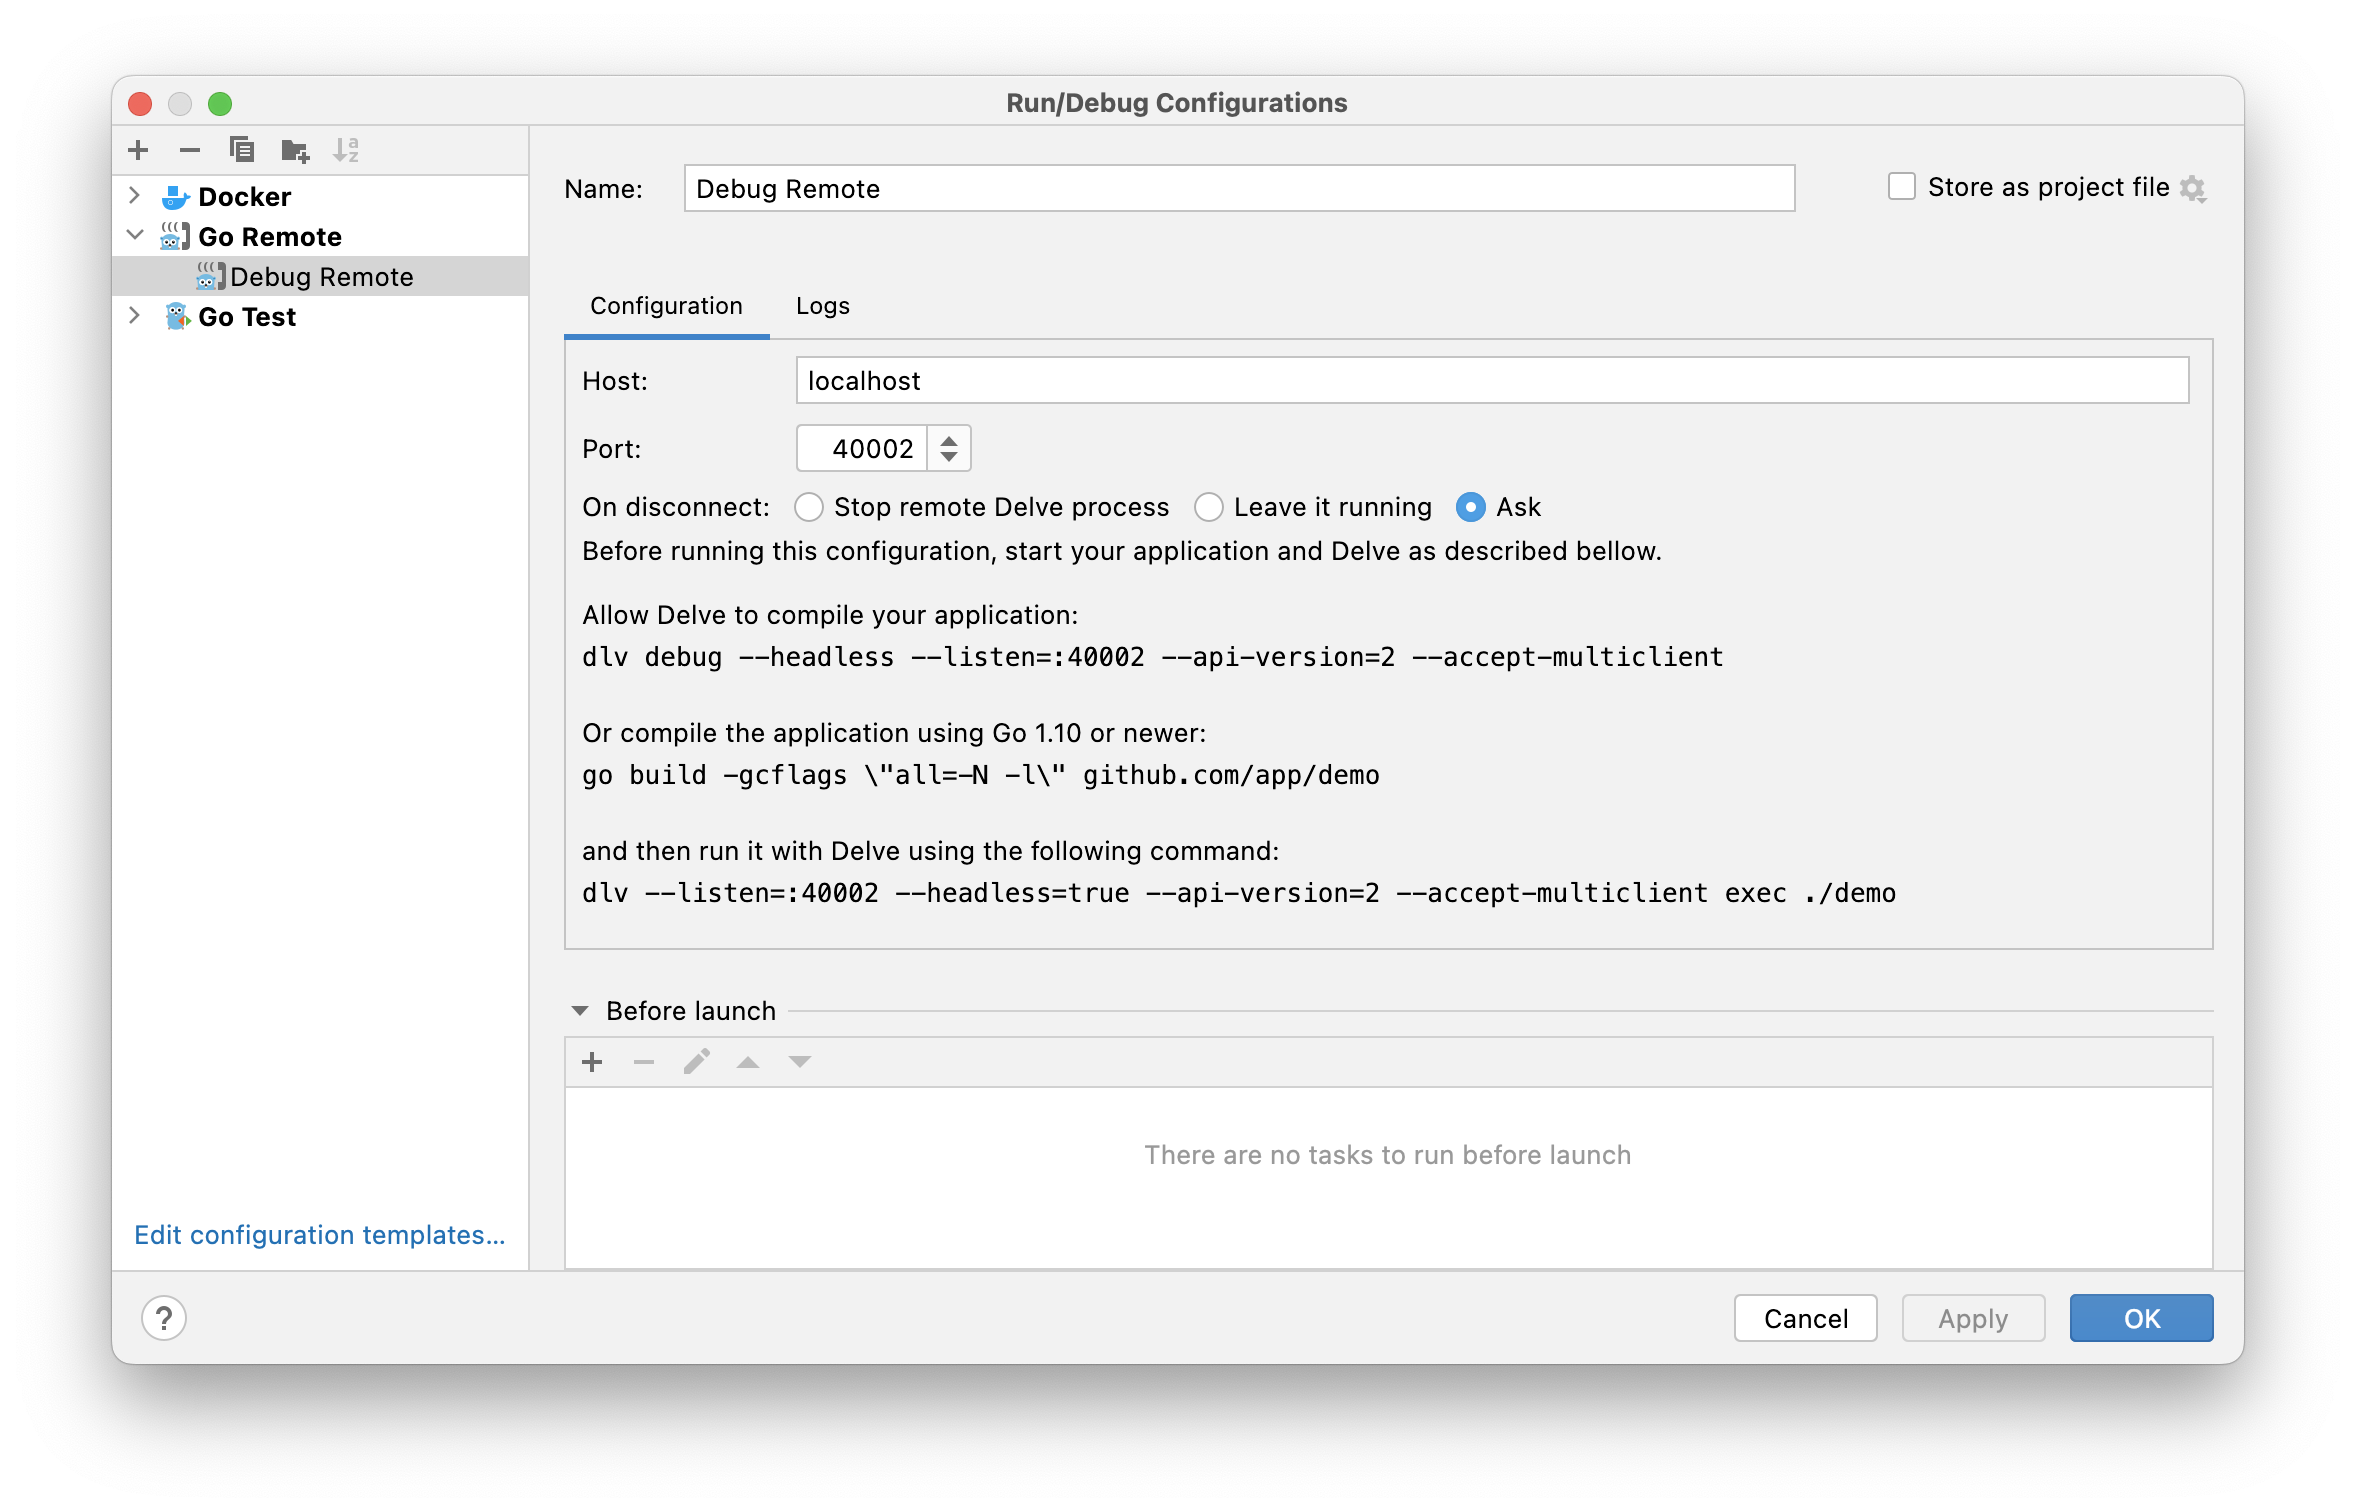 Run/Debug Configurations
Docker
Go Remote
Debug Remote
Go Test
Edit configuration templates...
Name: Debug Remote
Store as project file
Configuration Logs
Host: localhost
Port: 40002
On disconnect: Stop remote Delve process Leave it running Ask
Before running this configuration, start your application and Delve as described bellow.
Allow Delve to compile your application:
dlv debug --headless --listen=:40002 --api-version=2 --accept-multiclient
Or compile the application using Go 1.10 or newer:
go build -gcflags \"all=-N -l\" github.com/app/demo
and then run it with Delve using the following command:
dlv --listen=:40002 --headless=true --api-version=2 --accept-multiclient exec ./demo
Before launch
There are no tasks to run before launch
? Cancel Apply OK